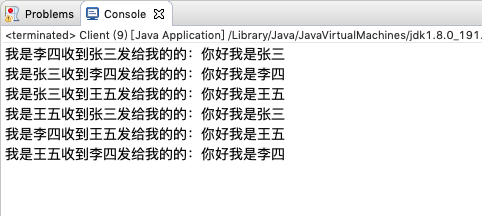 Problems Console
<terminated> Client (9) [Java Application] /Library/Java/JavaVirtualMachines/jdk1.8.0_191.
我是李四收到张三发给我的的：你好我是张三
我是张三收到李四发给我的的：你好我是李四
我是张三收到王五发给我的的：你好我是王五
我是王五收到张三发给我的的：你好我是张三
我是李四收到王五发给我的的：你好我是王五
我是王五收到李四发给我的的：你好我是李四